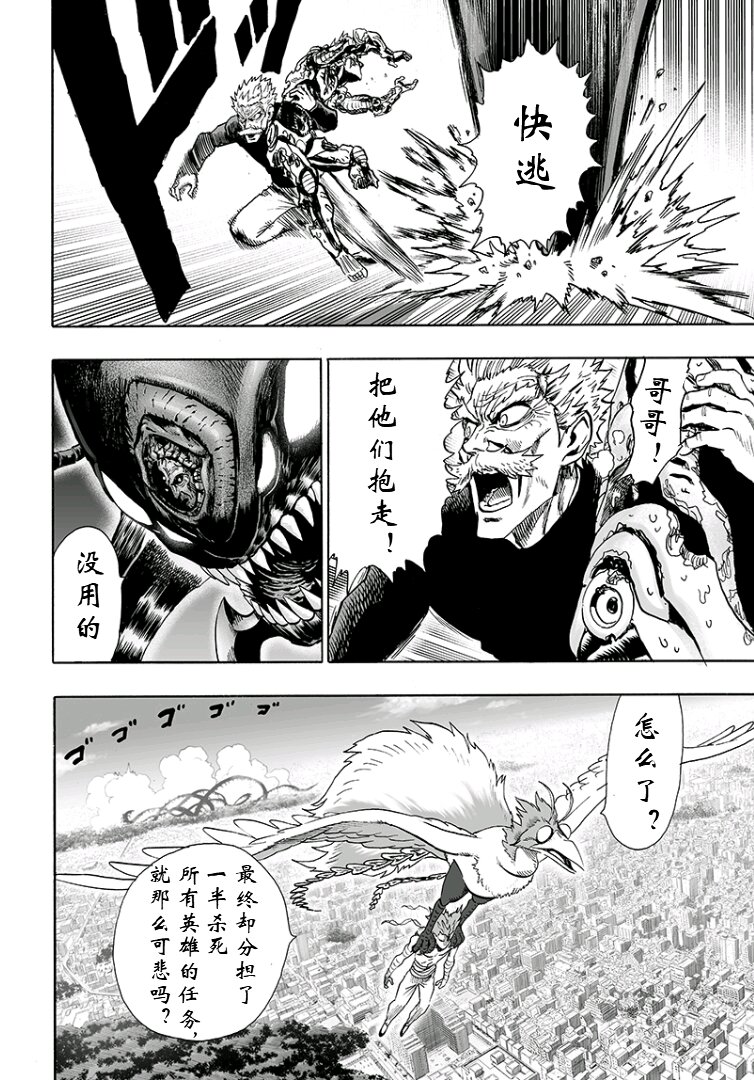 快逃
哥哥！
把他们抱走！
没用的
怎么了？
ゴゴゴゴ
最终却分担了
一半杀死
所有英雄的任务，
就那么可悲吗？